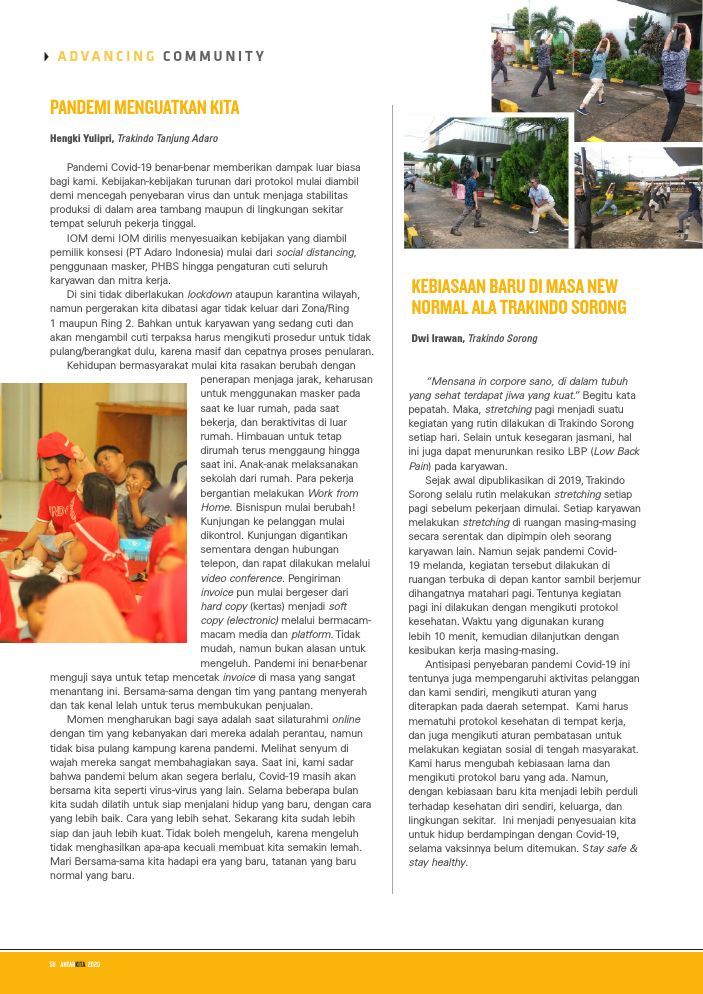 ADVANCING COMMUNITY
PANDEMI MENGUATKAN KITA
Hengki Yulipri, Trakindo Tanjung Adaro
Pandemi Covid-19 benar-benar memberikan dampak luar biasa
bagi kami. Kebijakan-kebijakan turunan dari protokol mulai diambil
demi mencegah penyebaran virus dan untuk menjaga stabilitas
produksi di dalam area tambang maupun di lingkungan sekitar
tempat seluruh pekerja tinggal.
IOM demi IOM dirilis menyesuaikan kebijakan yang diambil
pemilik konsesi (PT Adaro Indonesia) mulai dari social distancing,
penggunaan masker, PHBS hingga pengaturan cuti seluruh
karyawan dan mitra kerja.
Di sini tidak diberlakukan lockdown ataupun karantina wilayah,
namun pergerakan kita dibatasi agar tidak keluar dari Zona/Ring
1 maupun Ring 2. Bahkan untuk karyawan yang sedang cuti dan
akan mengambil cuti terpaksa harus mengikuti prosedur untuk tidak
pulang/berangkat dulu, karena masif dan cepatnya proses penularan.
Kehidupan bermasyarakat mulai kita rasakan berubah dengan
penerapan menjaga jarak, keharusan
untuk menggunakan masker pada
saat ke luar rumah, pada saat
bekerja, dan beraktivitas di luar
rumah. Himbauan untuk tetap
dirumah terus menggaung hingga
saat ini. Anak-anak melaksanakan
sekolah dari rumah. Para pekerja
bergantian melakukan Work from
Home. Bisnispun mulai berubah!
Kunjungan ke pelanggan mulai
dikontrol. Kunjungan digantikan
sementara dengan hubungan
telepon, dan rapat dilakukan melalui
video conference. Pengiriman
invoice pun mulai bergeser dari
hard copy (kertas) menjadi soft
copy (electronic) melalui bermacam-
macam media dan platform. Tidak
mudah, namun bukan alasan untuk
mengeluh. Pandemi ini benar-benar
menguji saya untuk tetap mencetak invoice di masa yang sangat
menantang ini. Bersama-sama dengan tim yang pantang menyerah
dan tak kenal lelah untuk terus membukukan penjualan.
Momen mengharukan bagi saya adalah saat silaturahmi online
dengan tim yang kebanyakan dari mereka adalah perantau, namun
tidak bisa pulang kampung karena pandemi. Melihat senyum di
wajah mereka sangat membahagiakan saya. Saat ini, kami sadar
bahwa pandemi belum akan segera berlalu, Covid-19 masih akan
bersama kita seperti virus-virus yang lain. Selama beberapa bulan
kita sudah dilatih untuk siap menjalani hidup yang baru, dengan cara
yang lebih baik. Cara yang lebih sehat. Sekarang kita sudah lebih
siap dan jauh lebih kuat. Tidak boleh mengeluh, karena mengeluh
tidak menghasilkan apa-apa kecuali membuat kita semakin lemah.
Mari Bersama-sama kita hadapi era yang baru, tatanan yang baru
normal yang baru.
KEBIASAAN BARU DI MASA NEW
NORMAL ALA TRAKINDO SORONG
Dwi Irawan, Trakindo Sorong
"Mensana in corpore sano, di dalam tubuh
yang sehat terdapat jiwa yang kuat." Begitu kata
pepatah. Maka, stretching pagi menjadi suatu
kegiatan yang rutin dilakukan di Trakindo Sorong
setiap hari. Selain untuk kesegaran jasmani, hal
ini juga dapat menurunkan resiko LBP (Low Back
Pain) pada karyawan.
Sejak awal dipublikasikan di 2019, Trakindo
Sorong selalu rutin melakukan stretching setiap
pagi sebelum pekerjaan dimulai. Setiap karyawan
melakukan stretching di ruangan masing-masing
secara serentak dan dipimpin oleh seorang
karyawan lain. Namun sejak pandemi Covid-
19 melanda, kegiatan tersebut dilakukan di
ruangan terbuka di depan kantor sambil berjemur
dihangatnya matahari pagi. Tentunya kegiatan
pagi ini dilakukan dengan mengikuti protokol
kesehatan. Waktu yang digunakan kurang
lebih 10 menit, kemudian dilanjutkan dengan
kesibukan kerja masing-masing.
Antisipasi penyebaran pandemi Covid-19 ini
tentunya juga mempengaruhi aktivitas pelanggan
dan kami sendiri, mengikuti aturan yang
diterapkan pada daerah setempat. Kami harus
mematuhi protokol kesehatan di tempat kerja,
dan juga mengikuti aturan pembatasan untuk
melakukan kegiatan sosial di tengah masyarakat.
Kami harus mengubah kebiasaan lama dan
mengikuti protokol baru yang ada. Namun,
dengan kebiasaan baru kita menjadi lebih perduli
terhadap kesehatan diri sendiri, keluarga, dan
lingkungan sekitar. Ini menjadi penyesuaian kita
untuk hidup berdampingan dengan Covid-19,
selama vaksinnya belum ditemukan. Stay safe &
stay healthy.
50 ANTARKITA 2020